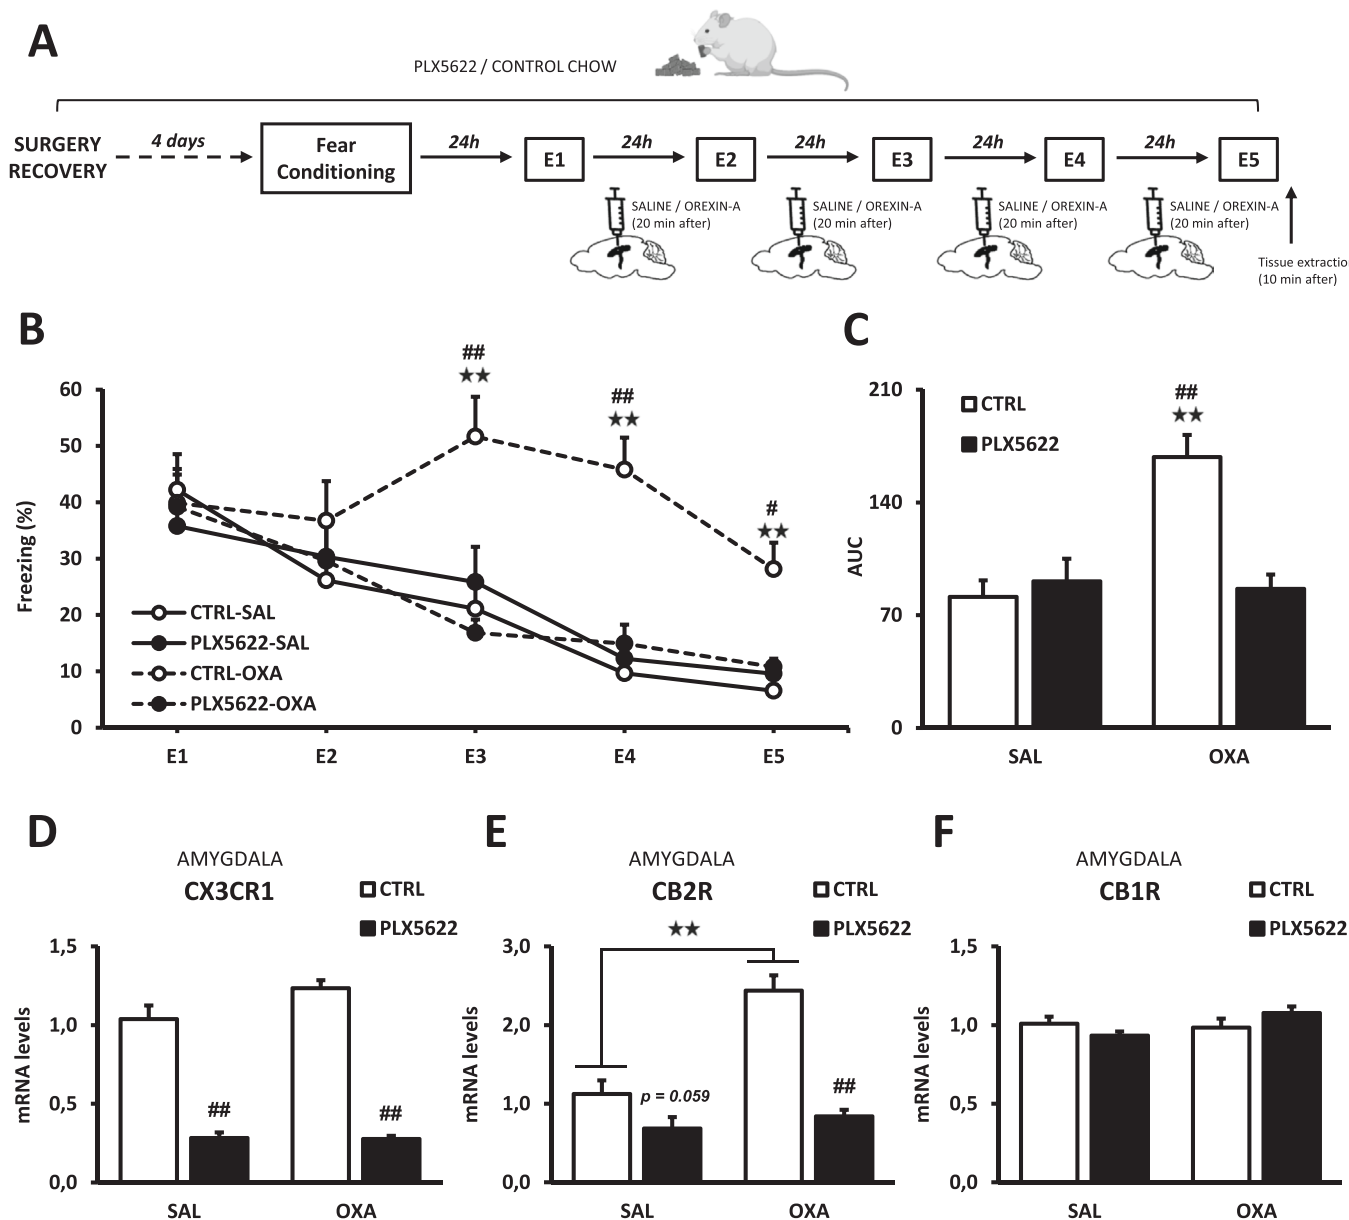 A
PLX5622 / CONTROL CHOW
SURGERY
RECOVERY
4 days
Fear
Conditioning
24h
E1
24h
E2
24h
E3
24h
E4
24h
E5
SALINE / OREXIN-A
(20 min after)
SALINE / OREXIN-A
(20 min after)
SALINE / OREXIN-A
(20 min after)
SALINE / OREXIN-A
(20 min after)
Tissue extractio
(10 min after)
B
Freezing (%)
60
50
40
30
20
10
0
##
★★
##
★★
#
★★
CTRL-SAL
PLX5622-SAL
CTRL-OXA
PLX5622-OXA
E1
E2
E3
E4
E5
C
AUC
210
140
70
0
CTRL
PLX5622
##
★★
SAL
OXA
D
AMYGDALA
CX3CR1
CTRL
PLX5622
mRNA levels
1,5
1,0
0,5
0,0
##
##
SAL
OXA
E
AMYGDALA
CB2R
CTRL
PLX5622
★★
mRNA levels
3,0
2,0
1,0
0,0
p = 0.059
##
SAL
OXA
F
AMYGDALA
CB1R
CTRL
PLX5622
mRNA levels
1,5
1,0
0,5
0,0
SAL
OXA